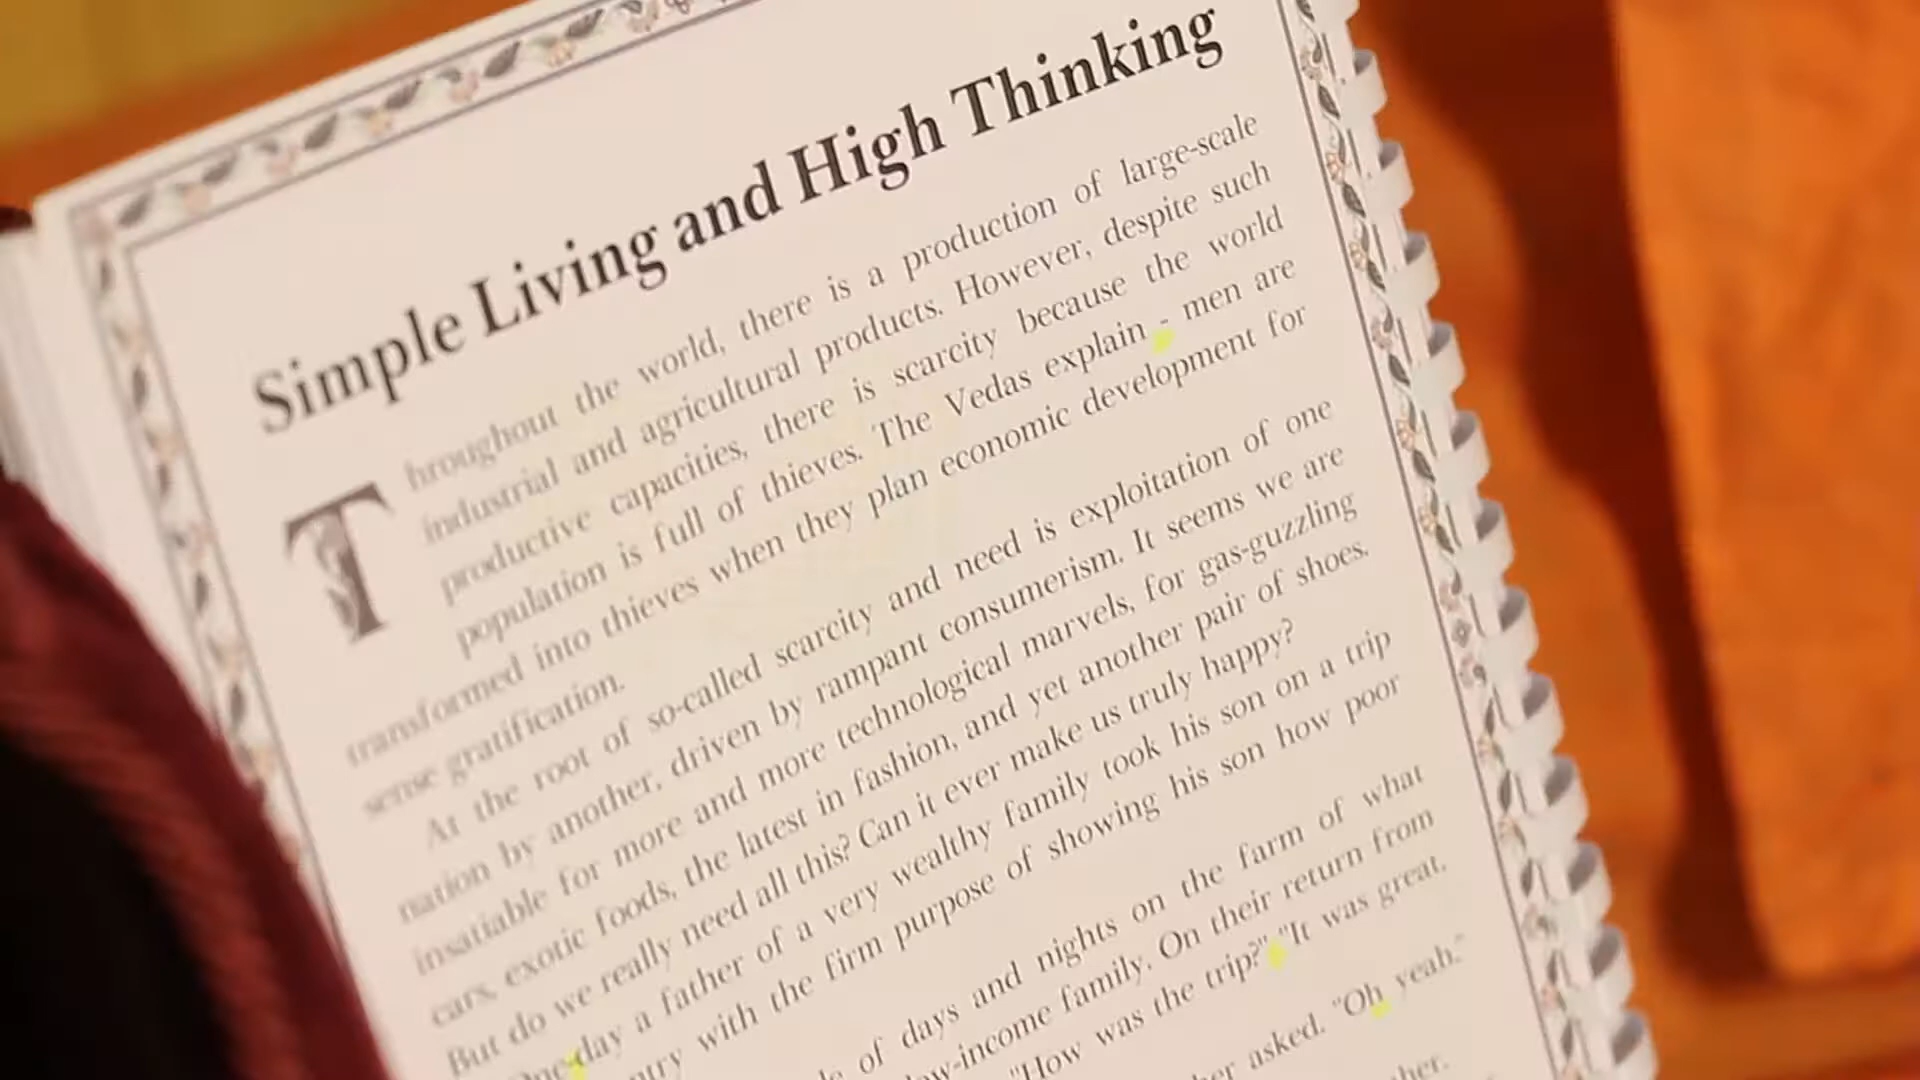 Simple Living and High Thinking
Throughout the world, there is a production of large-scale
industrial and agricultural products. However, despite such
productive capacities, there is scarcity because the world
population is full of thieves. The Vedas explain - men are
transformed into thieves when they plan economic development for
sense gratification.
At the root of so-called scarcity and need is exploitation of one
nation by another, driven by rampant consumerism. It seems we are
insatiable for more and more technological marvels, for gas-guzzling
cars, exotic foods, the latest in fashion, and yet another pair of shoes.
But do we really need all this? Can it ever make us truly happy?
One day a father of a very wealthy family took his son on a trip
with the firm purpose of showing his son how poor
of days and nights on the farm of what
family. On their return from
"How was the trip?" "It was great,
asked. "Oh yeah."